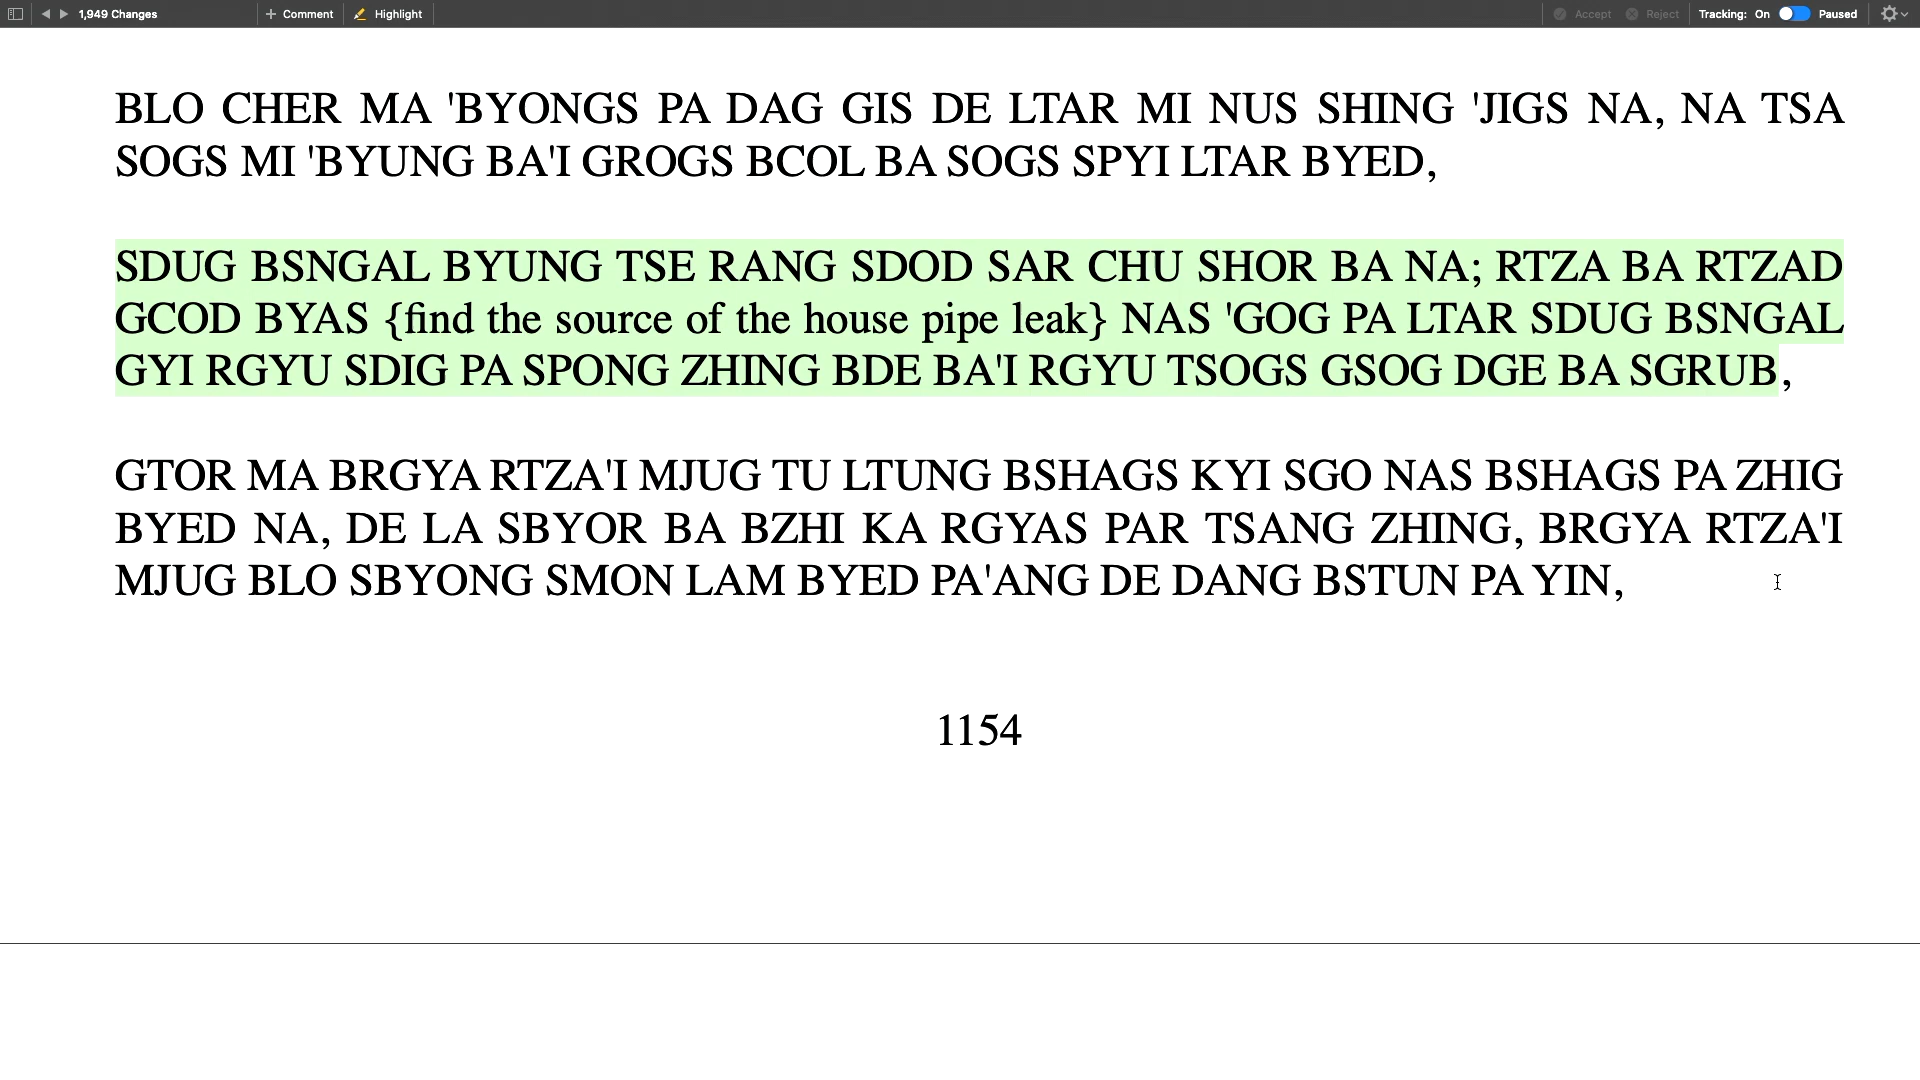 1,949 Changes
Comment
Highlight
Accept
Reject
Tracking: On
Paused
BLO CHER MA 'BYONGS PA DAG GIS DE LTAR MI NUS SHING 'JIGS NA, NA TSA
SOGS MI 'BYUNG BA'I GROGS BCOL BA SOGS SPYI LTAR BYED,
SDUG BSNGAL BYUNG TSE RANG SDOD SAR CHU SHOR BA NA; RTZA BA RTZAD
GCOD BYAS {find the source of the house pipe leak} NAS 'GOG PA LTAR SDUG BSNGAL
GYI RGYU SDIG PA SPONG ZHING BDE BA'I RGYU TSOGS GSOG DGE BA SGRUB,
GTOR MA BRGYA RTZA'I MJUG TU LTUNG BSHAGS KYI SGO NAS BSHAGS PA ZHIG
BYED NA, DE LA SBYOR BA BZHI KA RGYAS PAR TSANG ZHING, BRGYA RTZA'I
MJUG BLO SBYONG SMON LAM BYED PA'ANG DE DANG BSTUN PA YIN,
1154